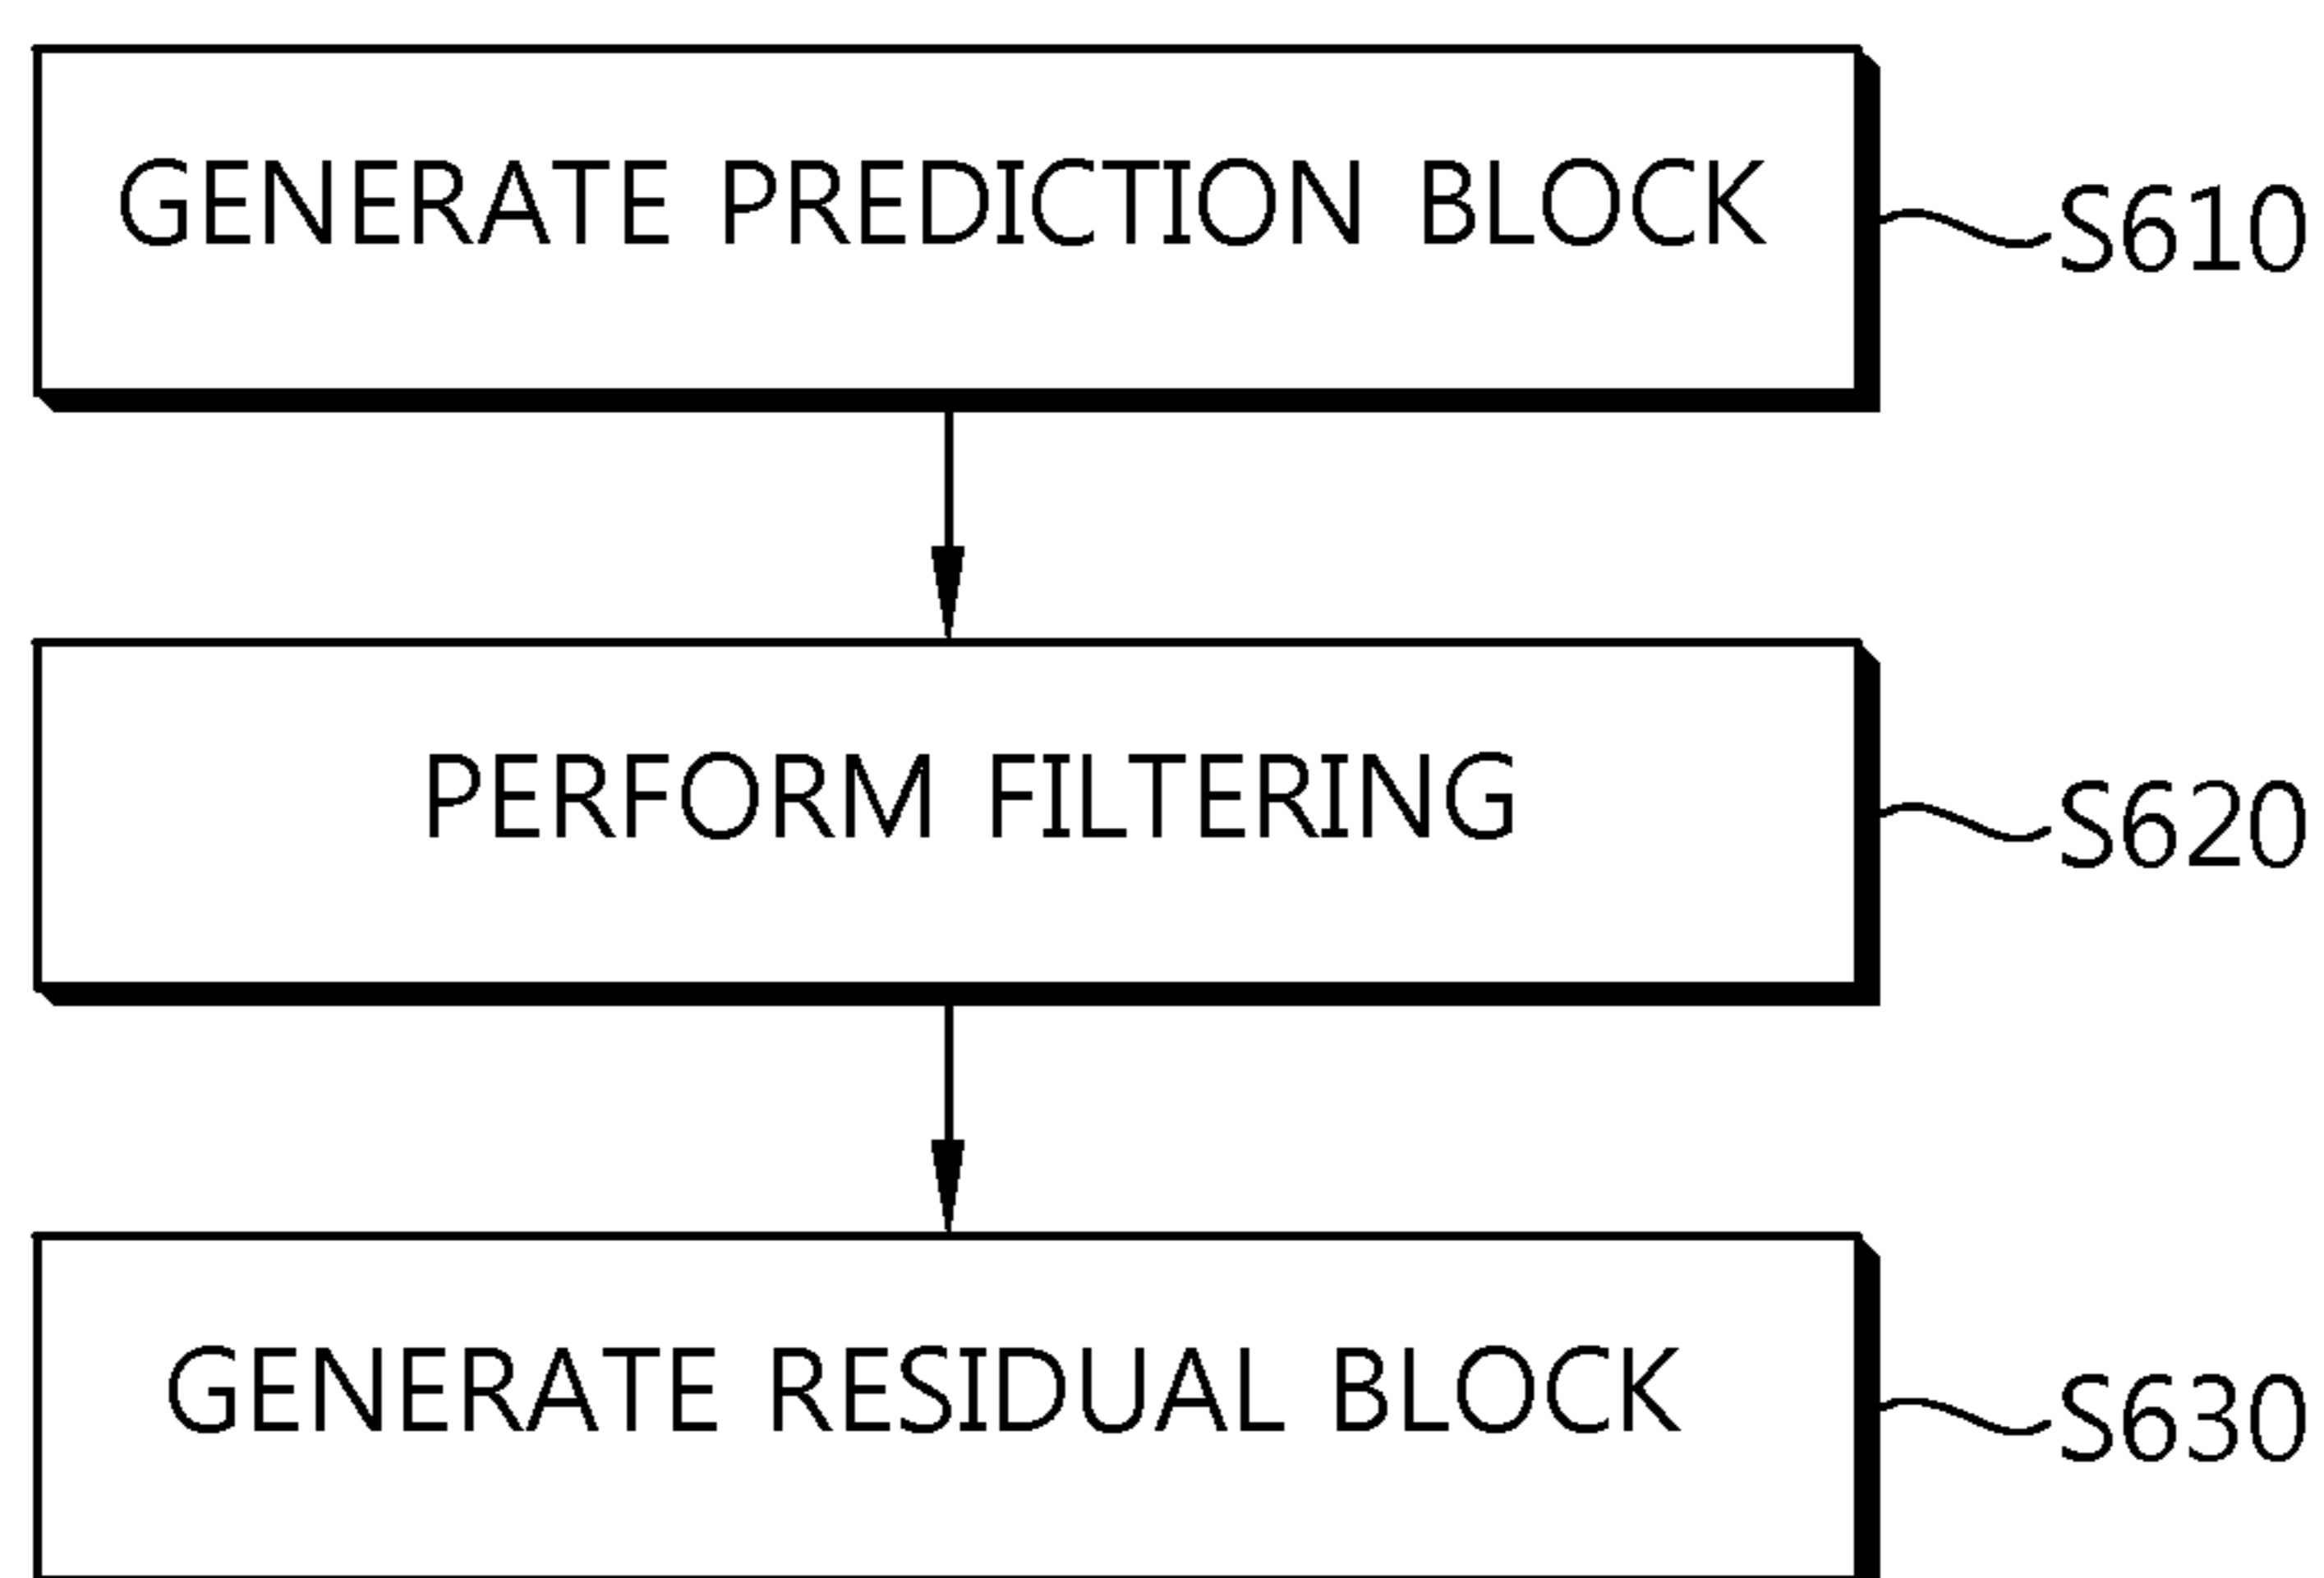 GENERATE PREDICTION BLOCK
S610
PERFORM FILTERING
S620
GENERATE RESIDUAL BLOCK
S630